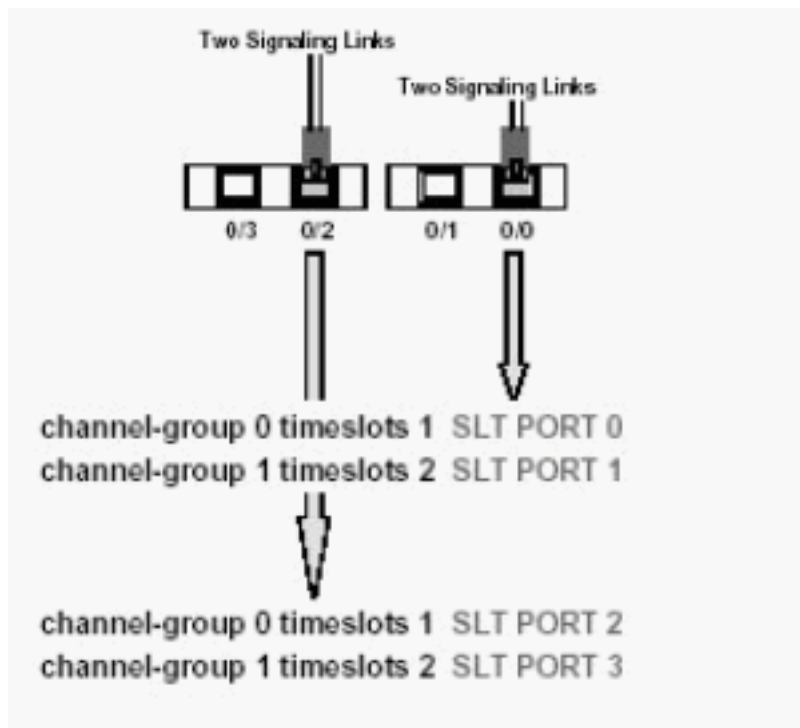 Two Signaling Links
Two Signaling Links
0/3 0/2 0/1 0/0
channel-group 0 timeslots 1 SLT PORT 0
channel-group 1 timeslots 2 SLT PORT 1
channel-group 0 timeslots 1 SLT PORT 2
channel-group 1 timeslots 2 SLT PORT 3